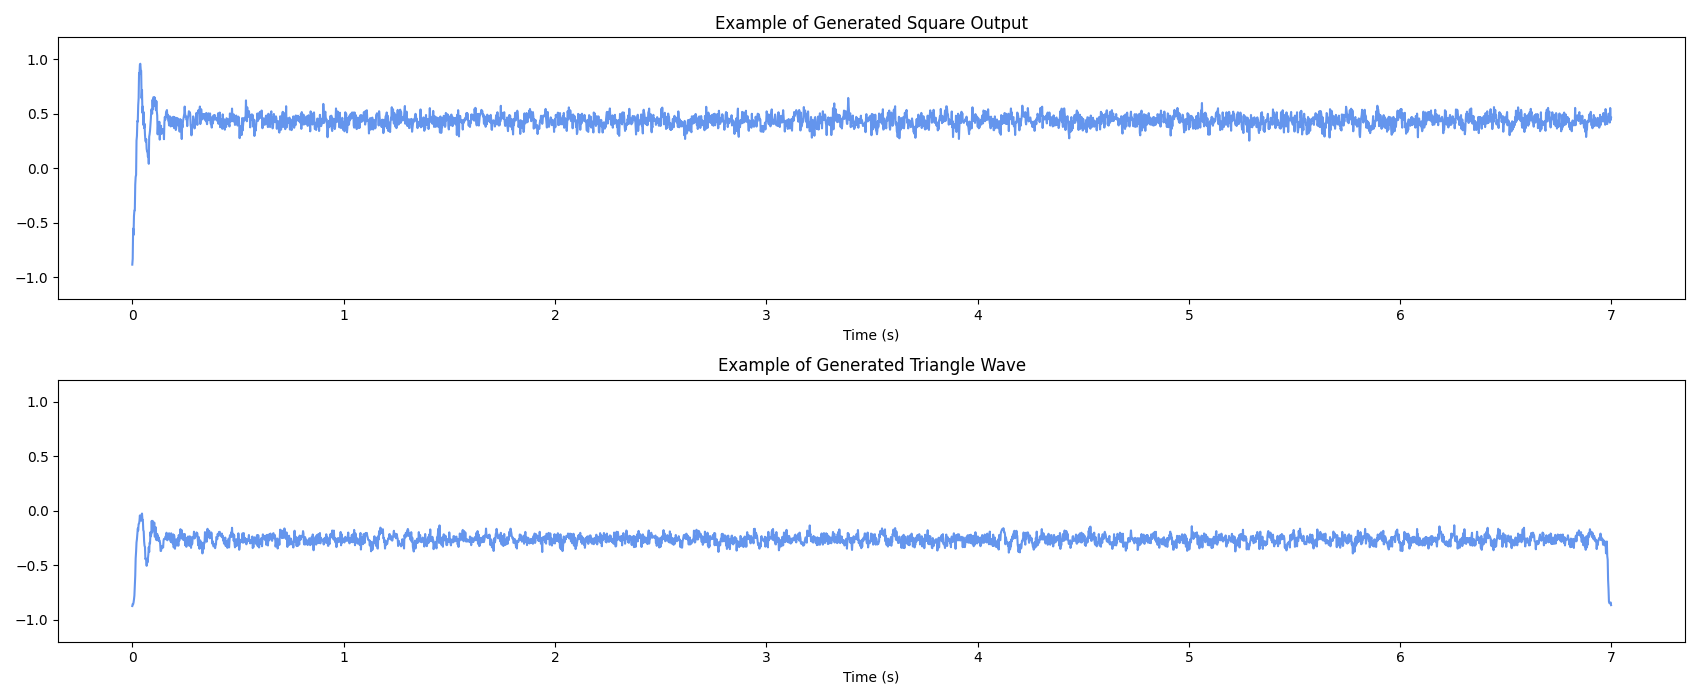 Example of Generated Square Output
1.0
0.5
0.0
−0.5
−1.0
0 1 2 3 4 5 6 7
Time (s)
Example of Generated Triangle Wave
1.0
0.5
0.0
−0.5
−1.0
0 1 2 3 4 5 6 7
Time (s)